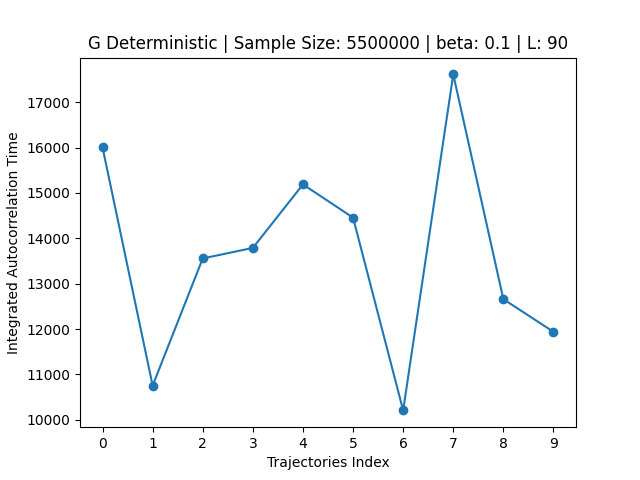 G Deterministic | Sample Size: 5500000 | beta: 0.1 | L: 90
17000
16000
15000
14000
13000
12000
11000
10000
Integrated Autocorrelation Time
0 1 2 3 4 5 6 7 8 9
Trajectories Index